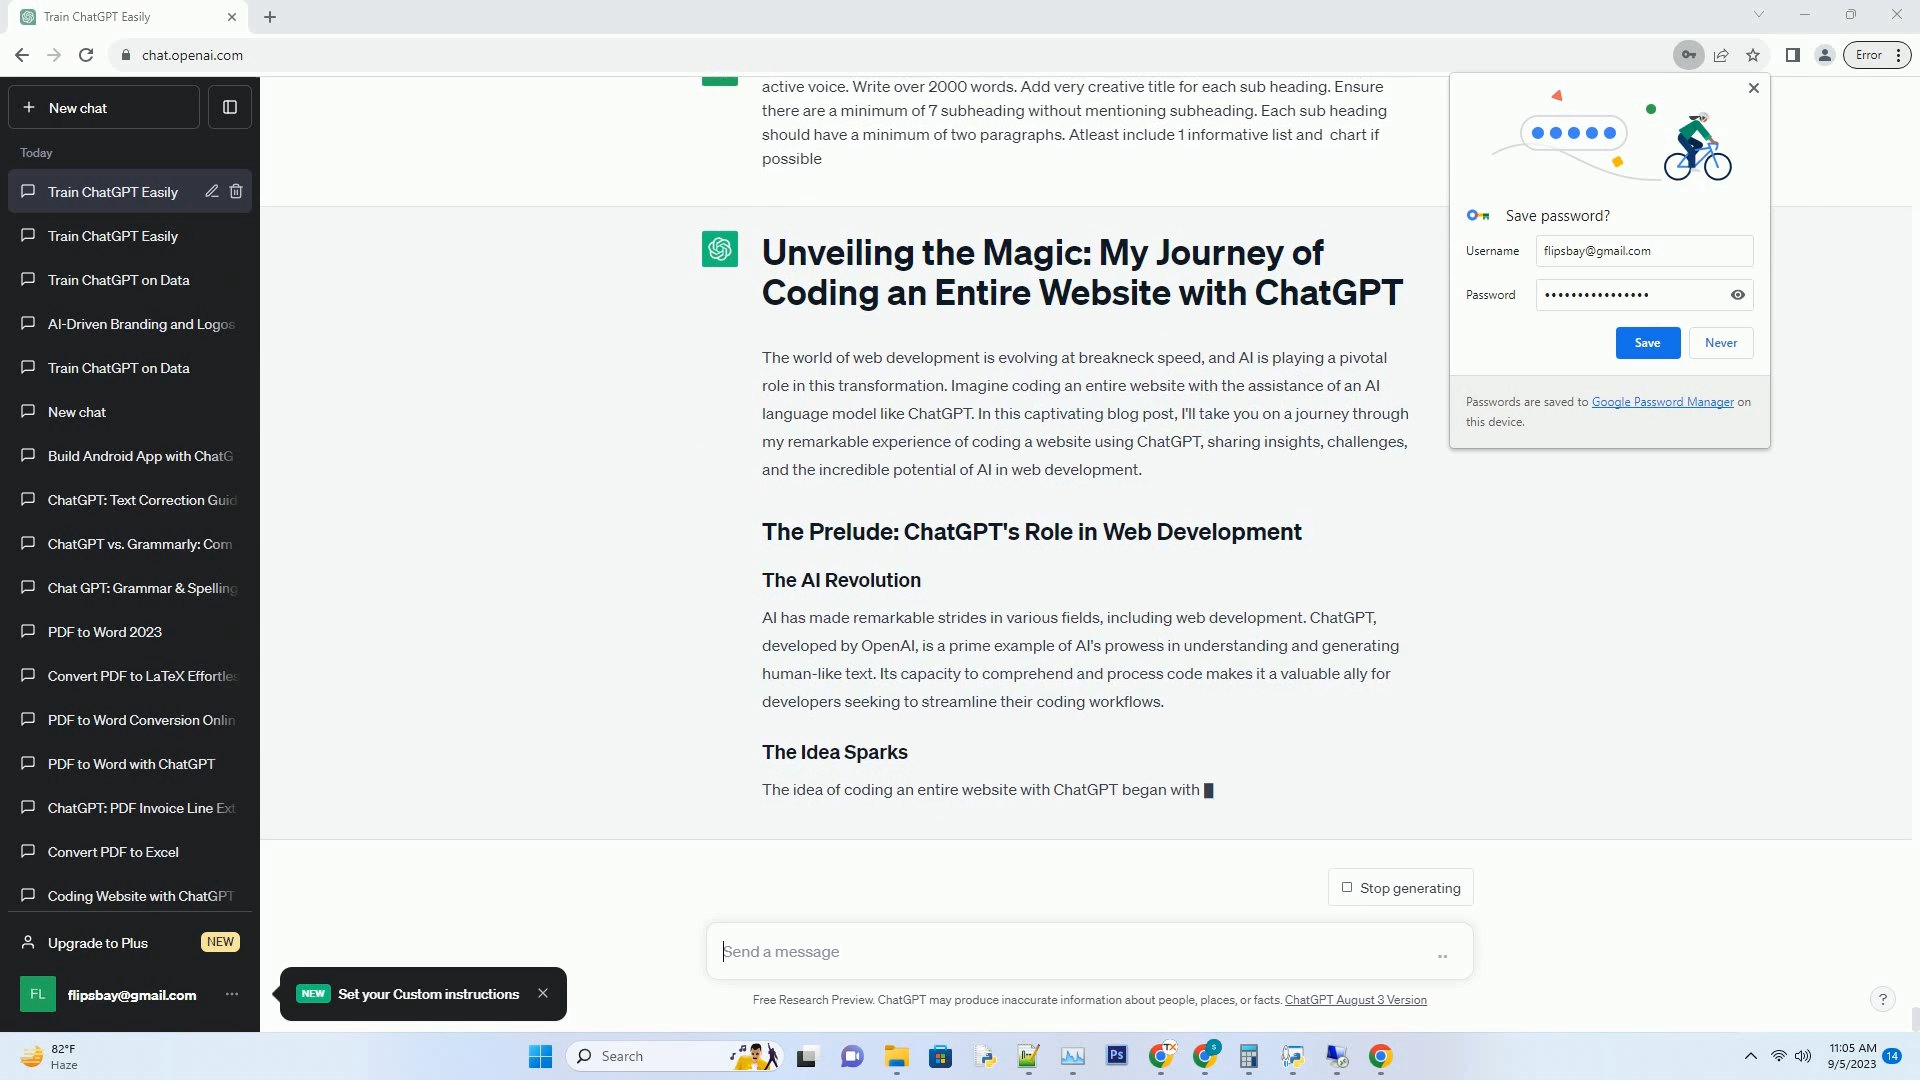 Train ChatGPT Easily
chat.openai.com
Error
New chat
Today
Train ChatGPT Easily
Train ChatGPT Easily
Train ChatGPT on Data
AI-Driven Branding and Logos
Train ChatGPT on Data
New chat
Build Android App with ChatG
ChatGPT: Text Correction Guid
ChatGPT vs. Grammarly: Com
Chat GPT: Grammar & Spelling
PDF to Word 2023
Convert PDF to LaTeX Effortle
PDF to Word Conversion Onlin
PDF to Word with ChatGPT
ChatGPT: PDF Invoice Line Ext
Convert PDF to Excel
Coding Website with ChatGPT
Upgrade to Plus NEW
FL flipsbay@gmail.com
active voice. Write over 2000 words. Add very creative title for each sub heading. Ensure
there are a minimum of 7 subheading without mentioning subheading. Each sub heading
should have a minimum of two paragraphs. Atleast include 1 informative list and chart if
possible
Unveiling the Magic: My Journey of
Coding an Entire Website with ChatGPT
The world of web development is evolving at breakneck speed, and AI is playing a pivotal
role in this transformation. Imagine coding an entire website with the assistance of an AI
language model like ChatGPT. In this captivating blog post, I'll take you on a journey through
my remarkable experience of coding a website using ChatGPT, sharing insights, challenges,
and the incredible potential of AI in web development.
The Prelude: ChatGPT's Role in Web Development
The AI Revolution
AI has made remarkable strides in various fields, including web development. ChatGPT,
developed by OpenAI, is a prime example of AI's prowess in understanding and generating
human-like text. Its capacity to comprehend and process code makes it a valuable ally for
developers seeking to streamline their coding workflows.
The Idea Sparks
The idea of coding an entire website with ChatGPT began with
Stop generating
Send a message
Free Research Preview. ChatGPT may produce inaccurate information about people, places, or facts. ChatGPT August 3 Version
NEW Set your Custom instructions
?
Save password?
Username flipsbay@gmail.com
Password ••••••••••••••••
Save Never
Passwords are saved to Google Password Manager on
this device.
82°F
Haze
Search
Ps
TX
S
11:05 AM
9/5/2023
14